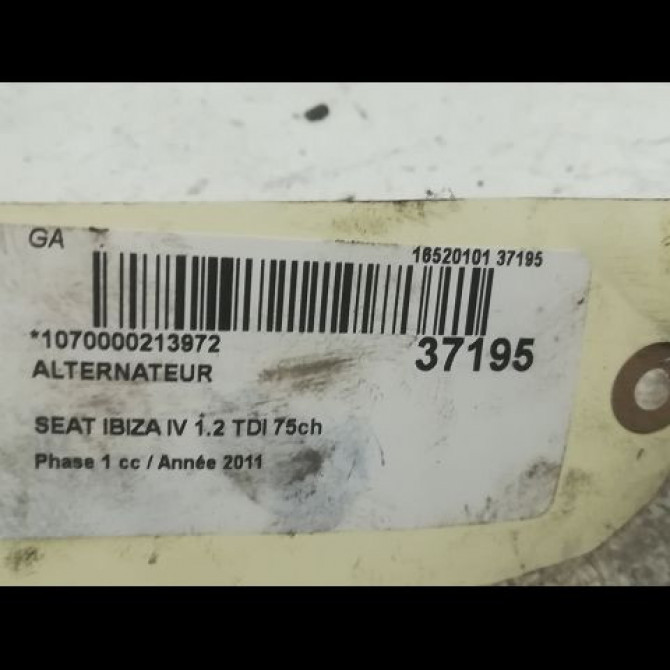 GA
16520101 37195
*1070000213972
37195
ALTERNATEUR
SEAT IBIZA IV 1.2 TDI 75ch
Phase 1 cc / Année 2011